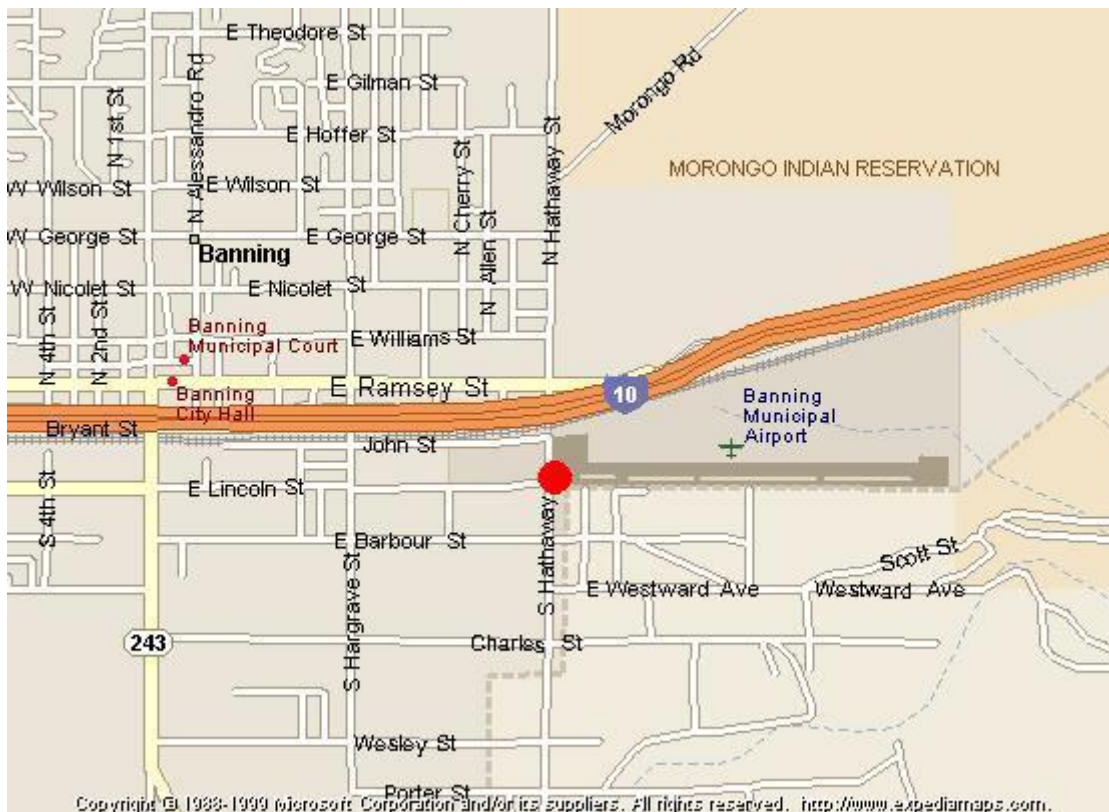 E Theodore St
N Alessandro Rd
E Gilman St
Morongo Rd
N 1st St
E Hoffer St
N Hathaway St
MORONGO INDIAN RESERVATION
W Wilson St
E Wilson St
N Cherry St
W George St
E George St
N Allen St
Banning
W Nicolet St
E Nicolet St
N 4th St
N 2nd St
Banning
Municipal Court
E Williams St
E Ramsey St
10
Banning
City Hall
Banning
Municipal
Airport
Bryant St
John St
S 4th St
E Lincoln St
S Hathaway
E Barbour St
Scott St
S Hargrave St
E Westward Ave
Westward Ave
243
Charles St
Wesley St
Porter St
Copyright © 1988-1999 Microsoft Corporation and/or its suppliers. All rights reserved. http://www.expediamaps.com.